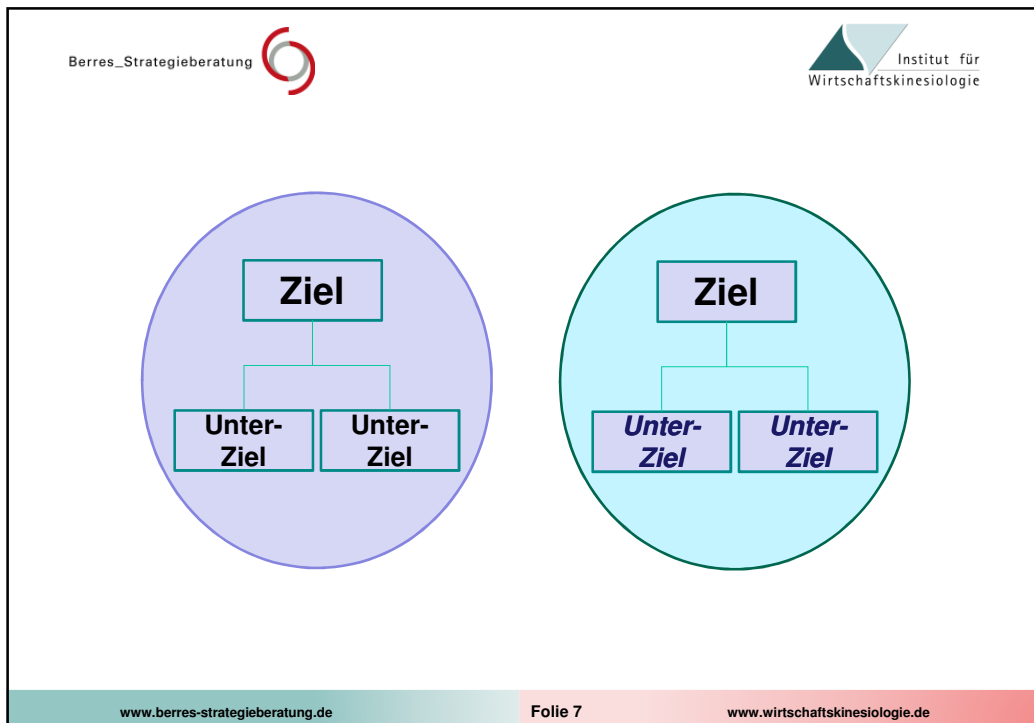 Berres_Strategieberatung
Institut für
Wirtschaftskinesiologie
Ziel
Unter-
Ziel
Unter-
Ziel
Ziel
Unter-
Ziel
Unter-
Ziel
www.berres-strategieberatung.de
Folie 7
www.wirtschaftskinesiologie.de